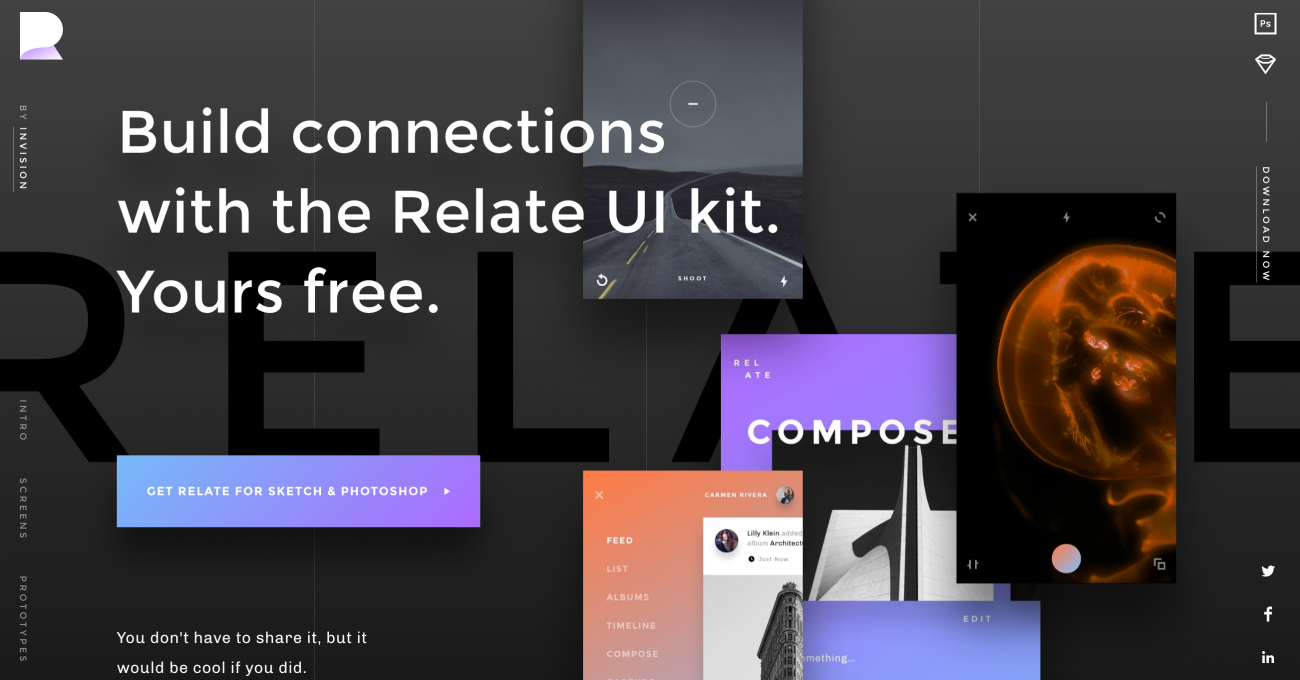 Ps
BY INVISION
Build connections
with the Relate UI kit.
Yours free.
DOWNLOAD NOW
SHOOT
RELATE
REL
ATE
COMPOSE
INTRO
SCREENS
PROTOTYPES
GET RELATE FOR SKETCH & PHOTOSHOP
CARMEN RIVERA
FEED
LIST
ALBUMS
TIMELINE
COMPOSE
Lilly Klein added
album Architect
Just Now
EDIT
mething...
You don't have to share it, but it
would be cool if you did.